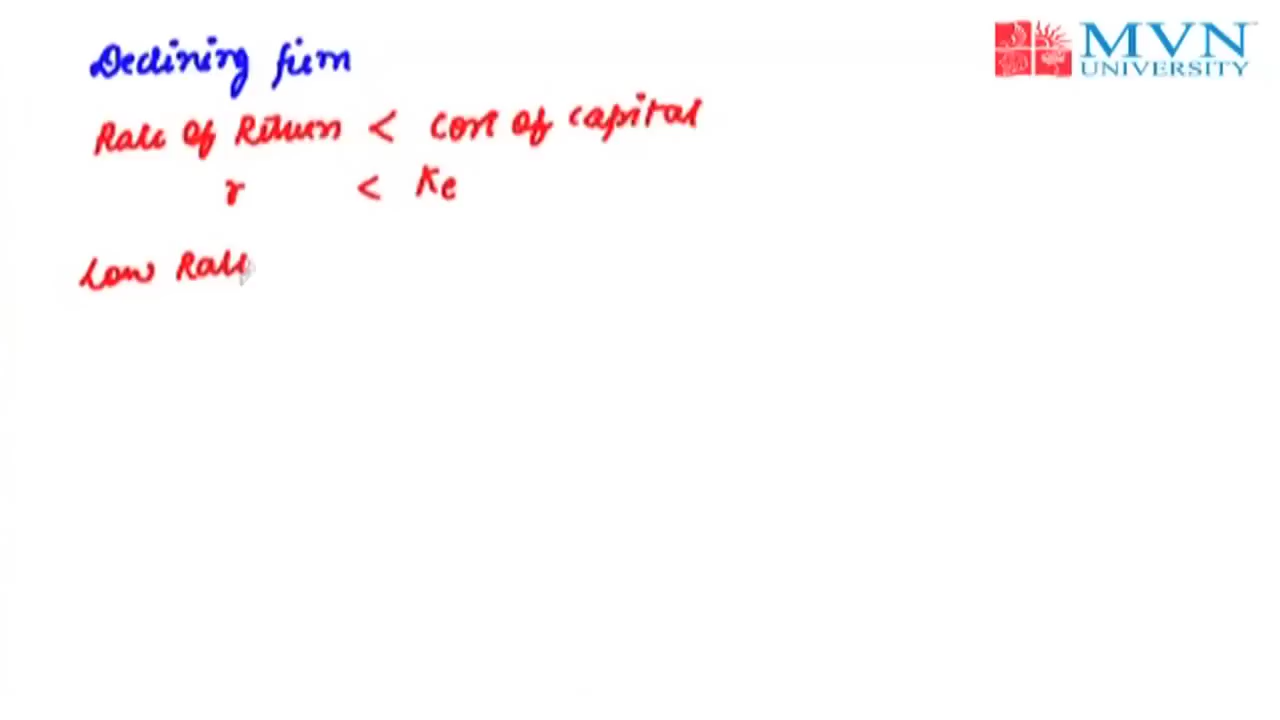 MVN
UNIVERSITY
Declining firm
Rate of Return < Cost of capital
r < Ke
Low Rate